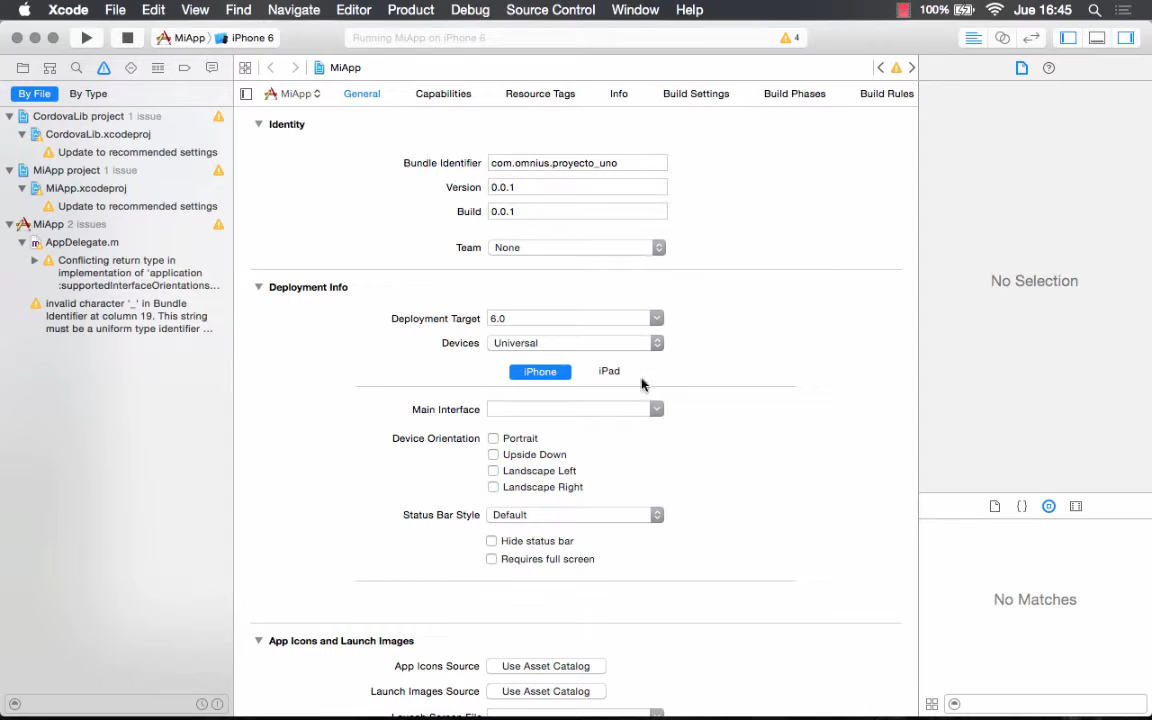 Xcode File Edit View Find Navigate Editor Product Debug Source Control Window Help 100% Jue 16:45
MiApp iPhone 6 Running MiApp on iPhone 6 4
MiApp
By File By Type
MiApp General Capabilities Resource Tags Info Build Settings Build Phases Build Rules
CordovaLib project 1 issue
CordovaLib.xcodeproj
Update to recommended settings
MiApp project 1 issue
MiApp.xcodeproj
Update to recommended settings
MiApp 2 issues
AppDelegate.m
Conflicting return type in
implementation of 'application
:supportedInterfaceOrientations...
invalid character '_' in Bundle
Identifier at column 19. This string
must be a uniform type identifier ...
Identity
Bundle Identifier com.omnius.proyecto_uno
Version 0.0.1
Build 0.0.1
Team None
Deployment Info
Deployment Target 6.0
Devices Universal
iPhone iPad
Main Interface
Device Orientation Portrait
Upside Down
Landscape Left
Landscape Right
Status Bar Style Default
Hide status bar
Requires full screen
App Icons and Launch Images
App Icons Source Use Asset Catalog
Launch Images Source Use Asset Catalog
Launch Screen File
No Selection
No Matches